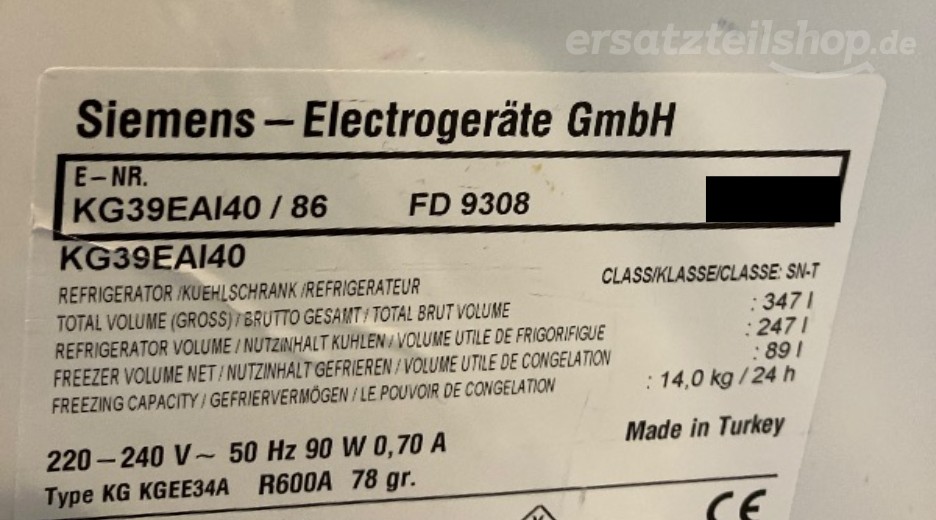 ersatzteilshop.de
Siemens – Electrogeräte GmbH
E–NR.
KG39EAI40 / 86 FD 9308
KG39EAI40
REFRIGERATOR /KUEHLSCHRANK /REFRIGERATEUR CLASS/KLASSE/CLASSE: SN-T
TOTAL VOLUME (GROSS) / BRUTTO GESAMT / TOTAL BRUT VOLUME : 347 l
REFRIGERATOR VOLUME / NUTZINHALT KUHLEN / VOLUME UTILE DE FRIGORIFIGUE : 247 l
FREEZER VOLUME NET / NUTZINHALT GEFRIEREN / VOLUME UTILE DE CONGELATION : 89 l
FREEZING CAPACITY / GEFRIERVERMÖGEN / LE POUVOIR DE CONGELATION : 14,0 kg / 24 h
220 – 240 V~ 50 Hz 90 W 0,70 A Made in Turkey
Type KG KGEE34A R600A 78 gr.
CE